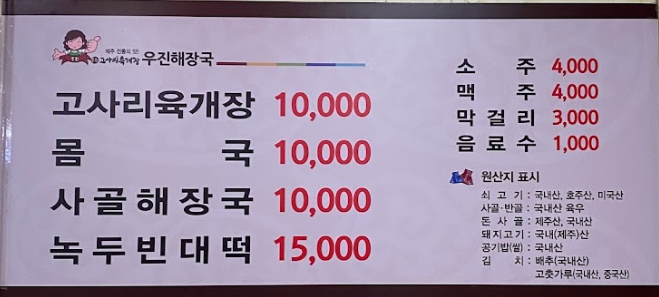 제주 전통의 맛!
고사리육개장 우진해장국
고사리육개장 10,000
몸국 10,000
사골해장국 10,000
녹두빈대떡 15,000
소주 4,000
맥주 4,000
막걸리 3,000
음료수 1,000
원산지 표시
쇠고기 : 국내산, 호주산, 미국산
사골·반골 : 국내산 육우
돈사골 : 제주산, 국내산
돼지고기 : 국내(제주)산
공기밥(쌀) : 국내산
김치 : 배추(국내산)
고춧가루(국내산, 중국산)